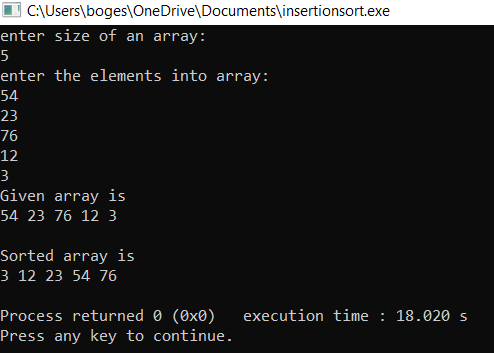 C:\Users\boges\OneDrive\Documents\insertionsort.exe
enter size of an array:
5
enter the elements into array:
54
23
76
12
3
Given array is
54 23 76 12 3
Sorted array is
3 12 23 54 76
Process returned 0 (0x0)   execution time : 18.020 s
Press any key to continue.